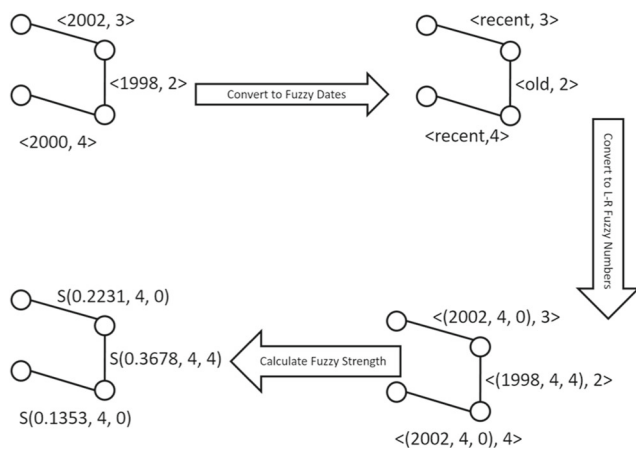 <2002, 3>
<1998, 2>
<2000, 4>
Convert to Fuzzy Dates
<recent, 3>
<old, 2>
<recent,4>
Convert to L-R Fuzzy Numbers
<(2002, 4, 0), 3>
<(1998, 4, 4), 2>
<(2002, 4, 0), 4>
Calculate Fuzzy Strength
S(0.2231, 4, 0)
S(0.3678, 4, 4)
S(0.1353, 4, 0)